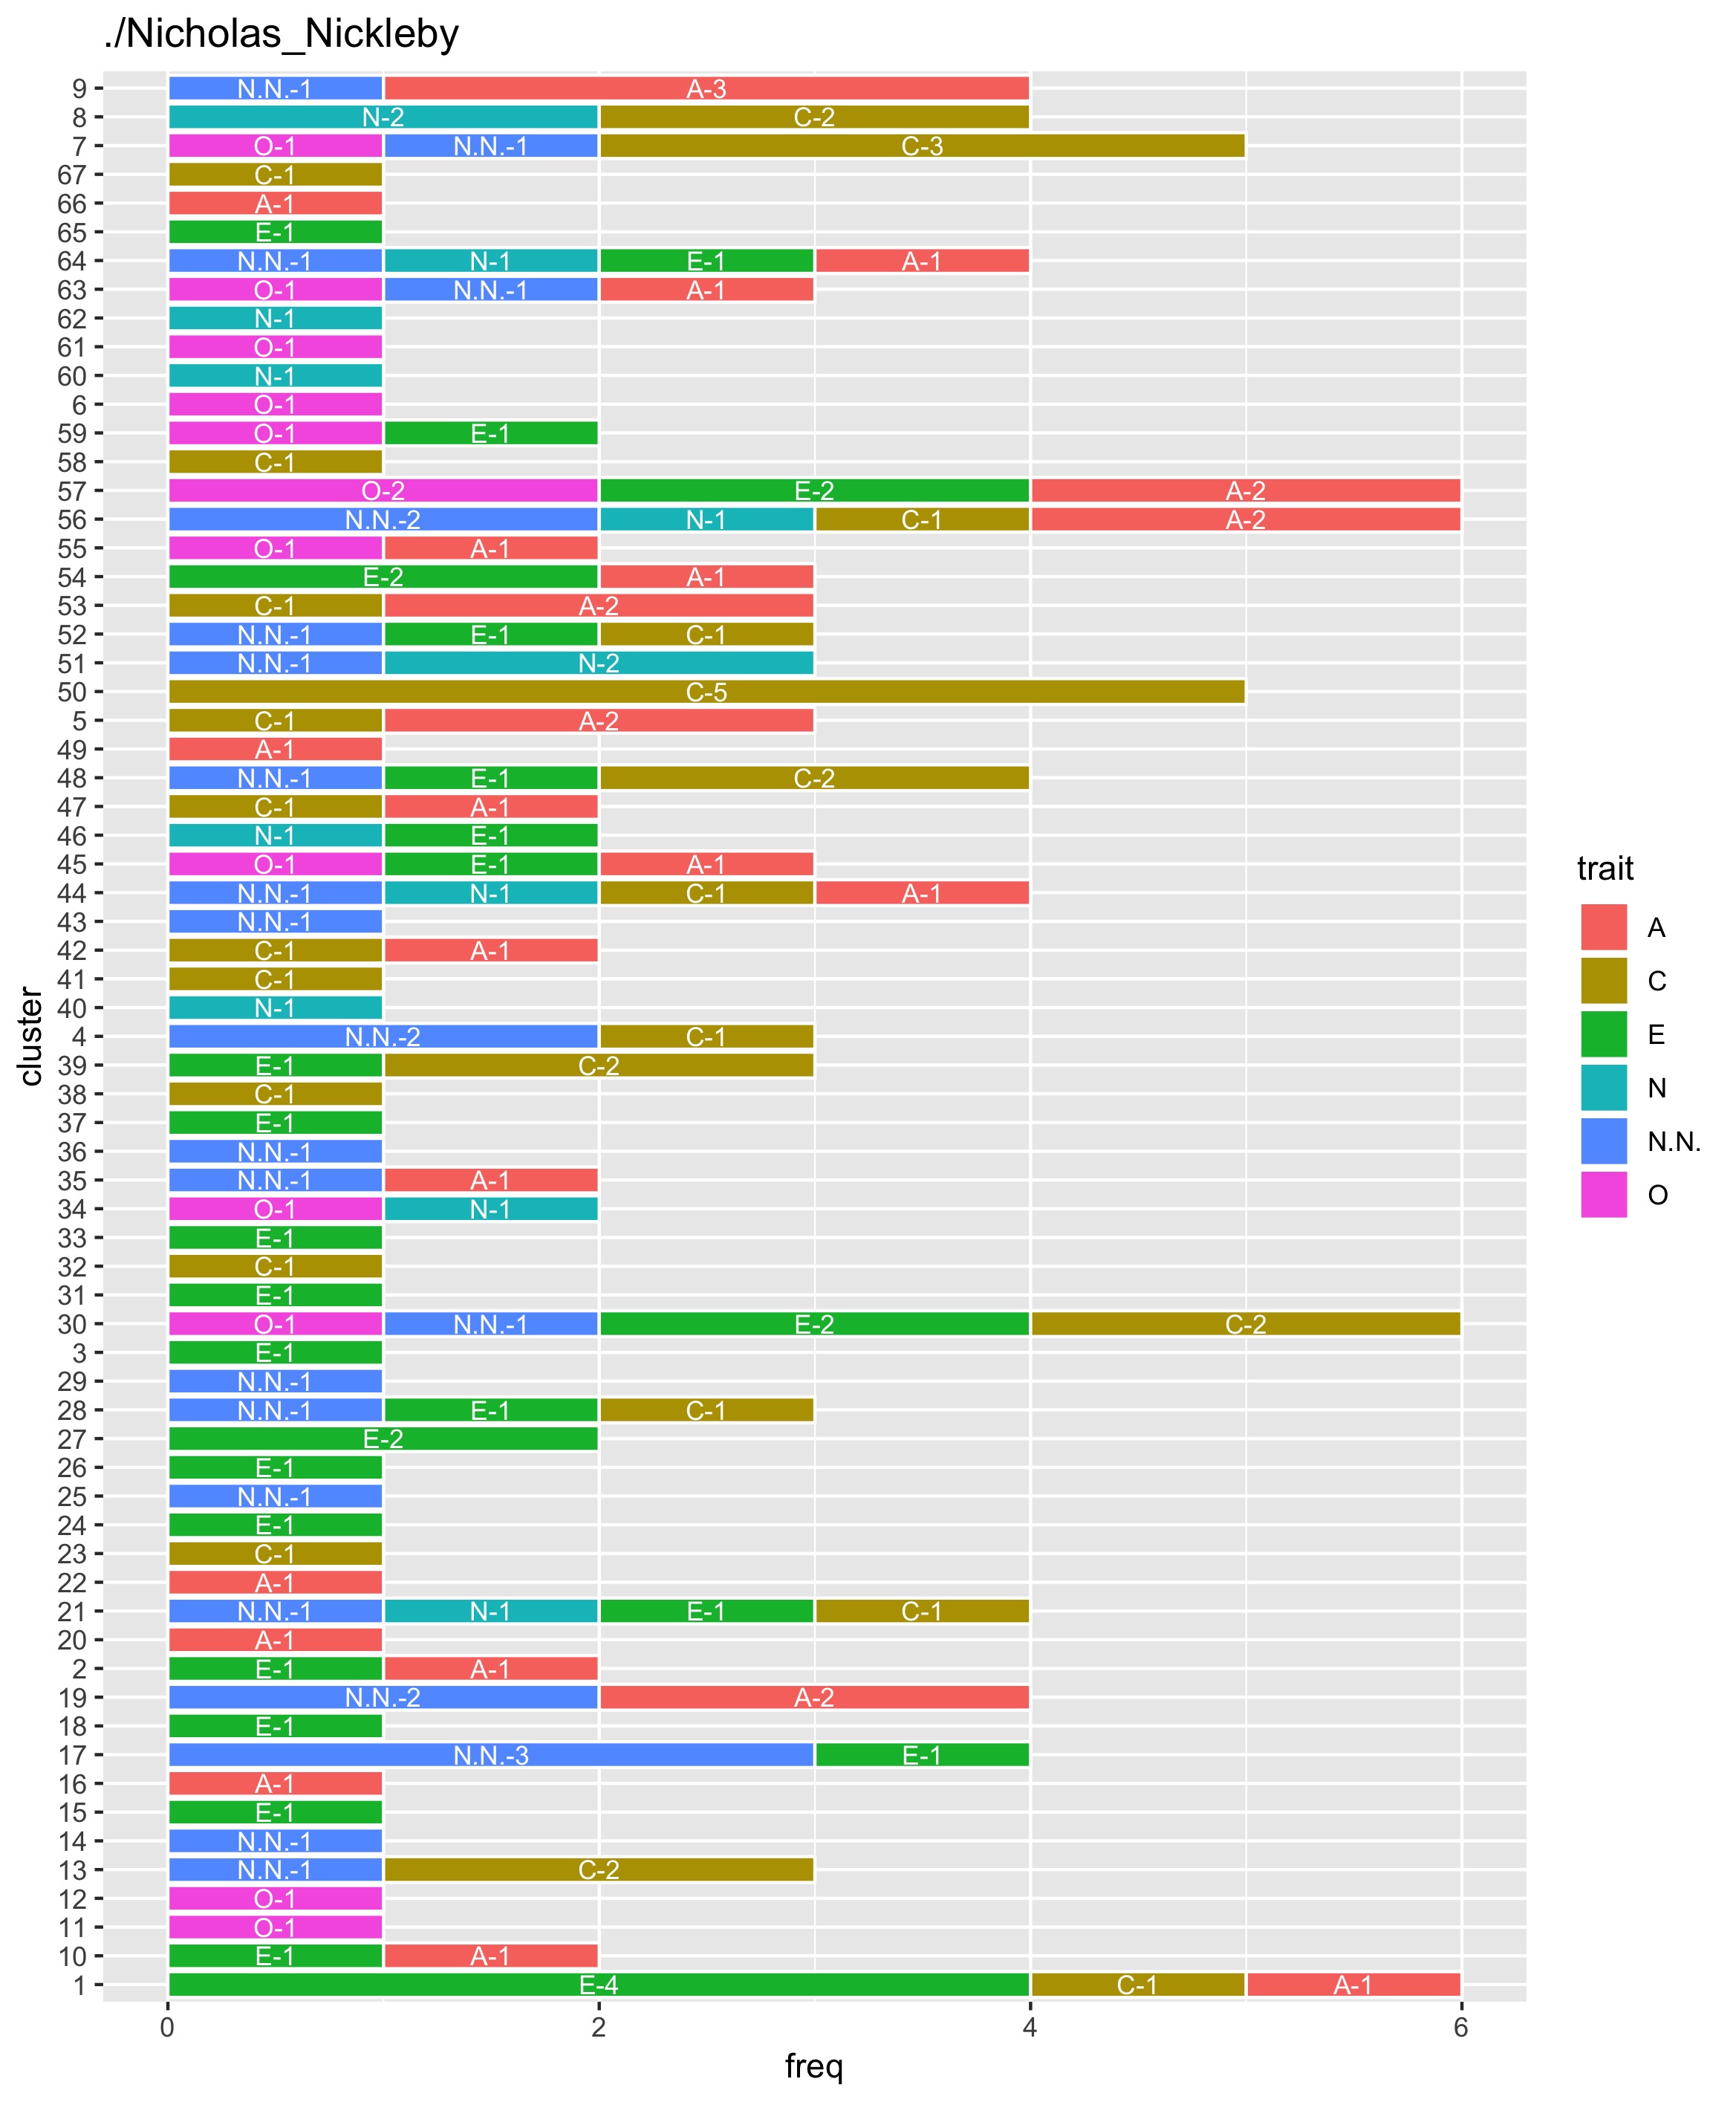 ./Nicholas_Nickleby
9 N.N.-1 A-3
8 N-2 C-2
7 O-1 N.N.-1 C-3
67 C-1
66 A-1
65 E-1
64 N.N.-1 N-1 E-1 A-1
63 O-1 N.N.-1 A-1
62 N-1
61 O-1
60 N-1
6 O-1
59 O-1 E-1
58 C-1
57 O-2 E-2 A-2
56 N.N.-2 N-1 C-1 A-2
55 O-1 A-1
54 E-2 A-1
53 C-1 A-2
52 N.N.-1 E-1 C-1
51 N.N.-1 N-2
50 C-5
5 C-1 A-2
49 A-1
48 N.N.-1 E-1 C-2
47 C-1 A-1
46 N-1 E-1
45 O-1 E-1 A-1
44 N.N.-1 N-1 C-1 A-1
43 N.N.-1
42 C-1 A-1
41 C-1
40 N-1
4 N.N.-2 C-1
39 E-1 C-2
38 C-1
37 E-1
36 N.N.-1
35 N.N.-1 A-1
34 O-1 N-1
33 E-1
32 C-1
31 E-1
30 O-1 N.N.-1 E-2 C-2
3 E-1
29 N.N.-1
28 N.N.-1 E-1 C-1
27 E-2
26 E-1
25 N.N.-1
24 E-1
23 C-1
22 A-1
21 N.N.-1 N-1 E-1 C-1
20 A-1
2 E-1 A-1
19 N.N.-2 A-2
18 E-1
17 N.N.-3 E-1
16 A-1
15 E-1
14 N.N.-1
13 N.N.-1 C-2
12 O-1
11 O-1
10 E-1 A-1
1 E-4 C-1 A-1
0 2 4 6
freq
cluster
trait
A
C
E
N
N.N.
O